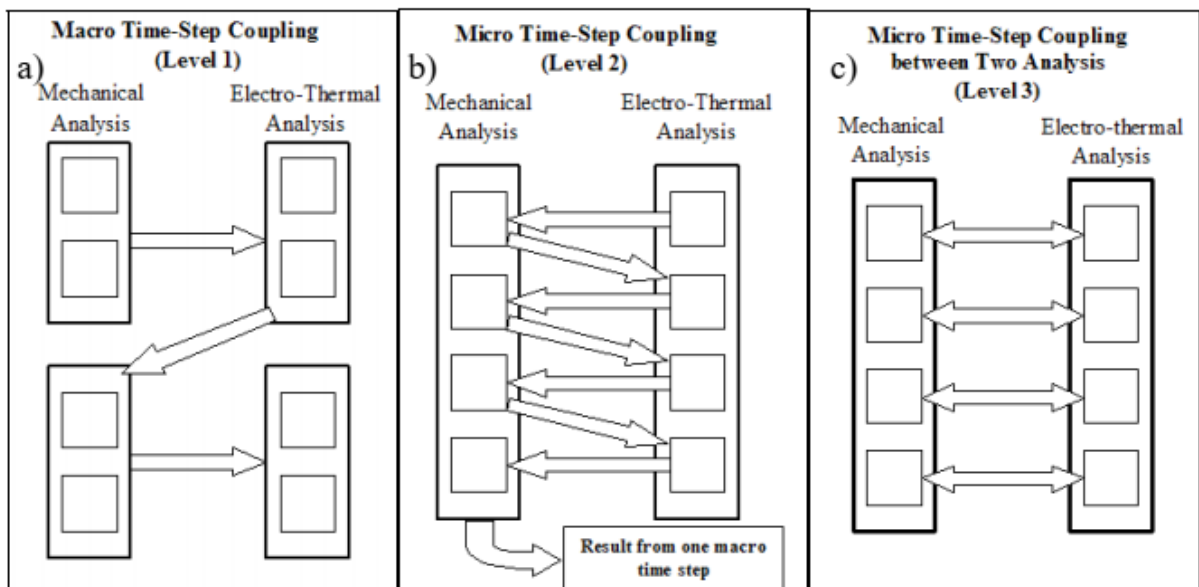 Macro Time-Step Coupling
(Level 1)
a)
Mechanical
Analysis
Electro-Thermal
Analysis
Micro Time-Step Coupling
(Level 2)
b)
Mechanical
Analysis
Electro-Thermal
Analysis
Result from one macro
time step
Micro Time-Step Coupling
between Two Analysis
(Level 3)
c)
Mechanical
Analysis
Electro-thermal
Analysis